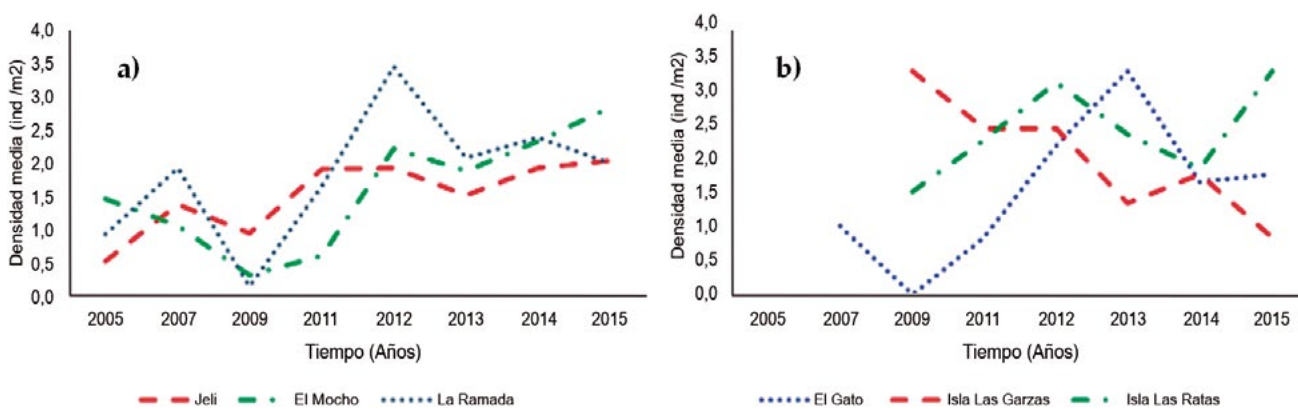 a)
Densidad media (ind /m2)
4,0
3,5
3,0
2,5
2,0
1,5
1,0
0,5
0,0
2005 2007 2009 2011 2012 2013 2014 2015
Tiempo (Años)
Jeli El Mocho La Ramada
b)
Densidad media (ind /m2)
4,0
3,5
3,0
2,5
2,0
1,5
1,0
0,5
0,0
2005 2007 2009 2011 2012 2013 2014 2015
Tiempo (Años)
El Gato Isla Las Garzas Isla Las Ratas